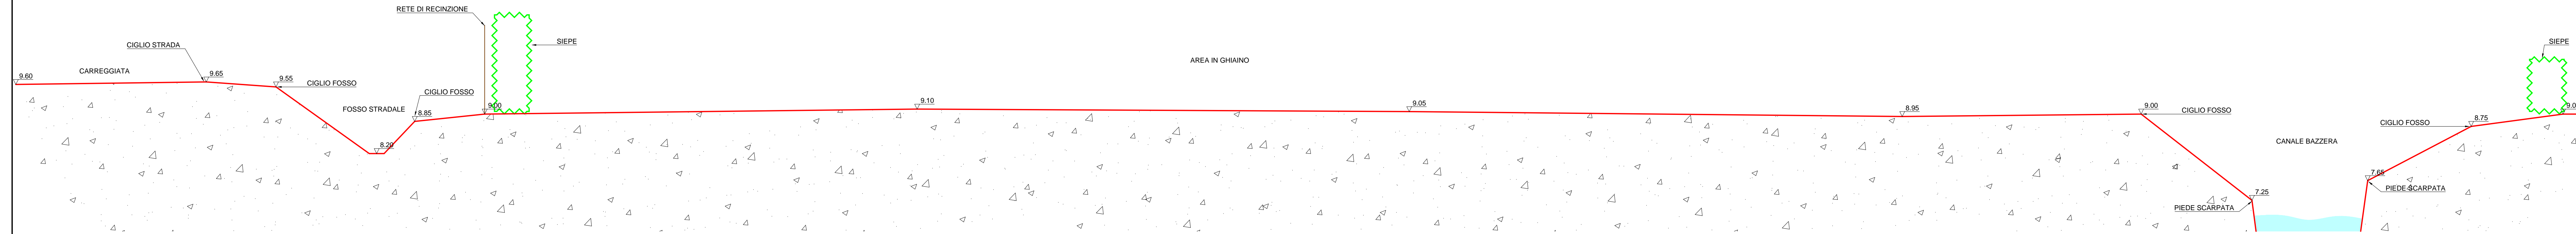 RETE DI RECINZIONE
CIGLIO STRADA
SIEPE
SIEPE
9.60
CARREGGIATA
9.65
9.55
CIGLIO FOSSO
CIGLIO FOSSO
FOSSO STRADALE
8.85
8.20
9.00
AREA IN GHIAINO
9.10
9.05
8.95
9.00
CIGLIO FOSSO
CANALE BAZZERA
CIGLIO FOSSO
8.75
7.65
PIEDE SCARPATA
7.25
PIEDE SCARPATA